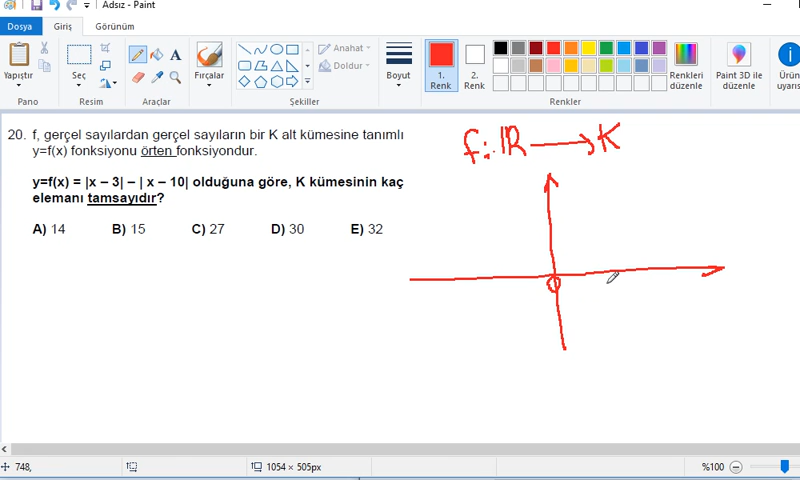 Adsız - Paint
Dosya Giriş Görünüm
Yapıştır
Seç
Fırçalar
Anahat
Doldur
Boyut
1. Renk
2. Renk
Renkleri düzenle
Paint 3D ile düzenle
Ürün uyarıs
Pano Resim Araçlar Şekiller Renkler
20. f, gerçel sayılardan gerçel sayıların bir K alt kümesine tanımlı
y=f(x) fonksiyonu örten fonksiyondur.
y=f(x) = |x – 3| – | x – 10| olduğuna göre, K kümesinin kaç
elemanı tamsayıdır?
A) 14 B) 15 C) 27 D) 30 E) 32
f: IR → K
0
748,
1054 × 505px
%100